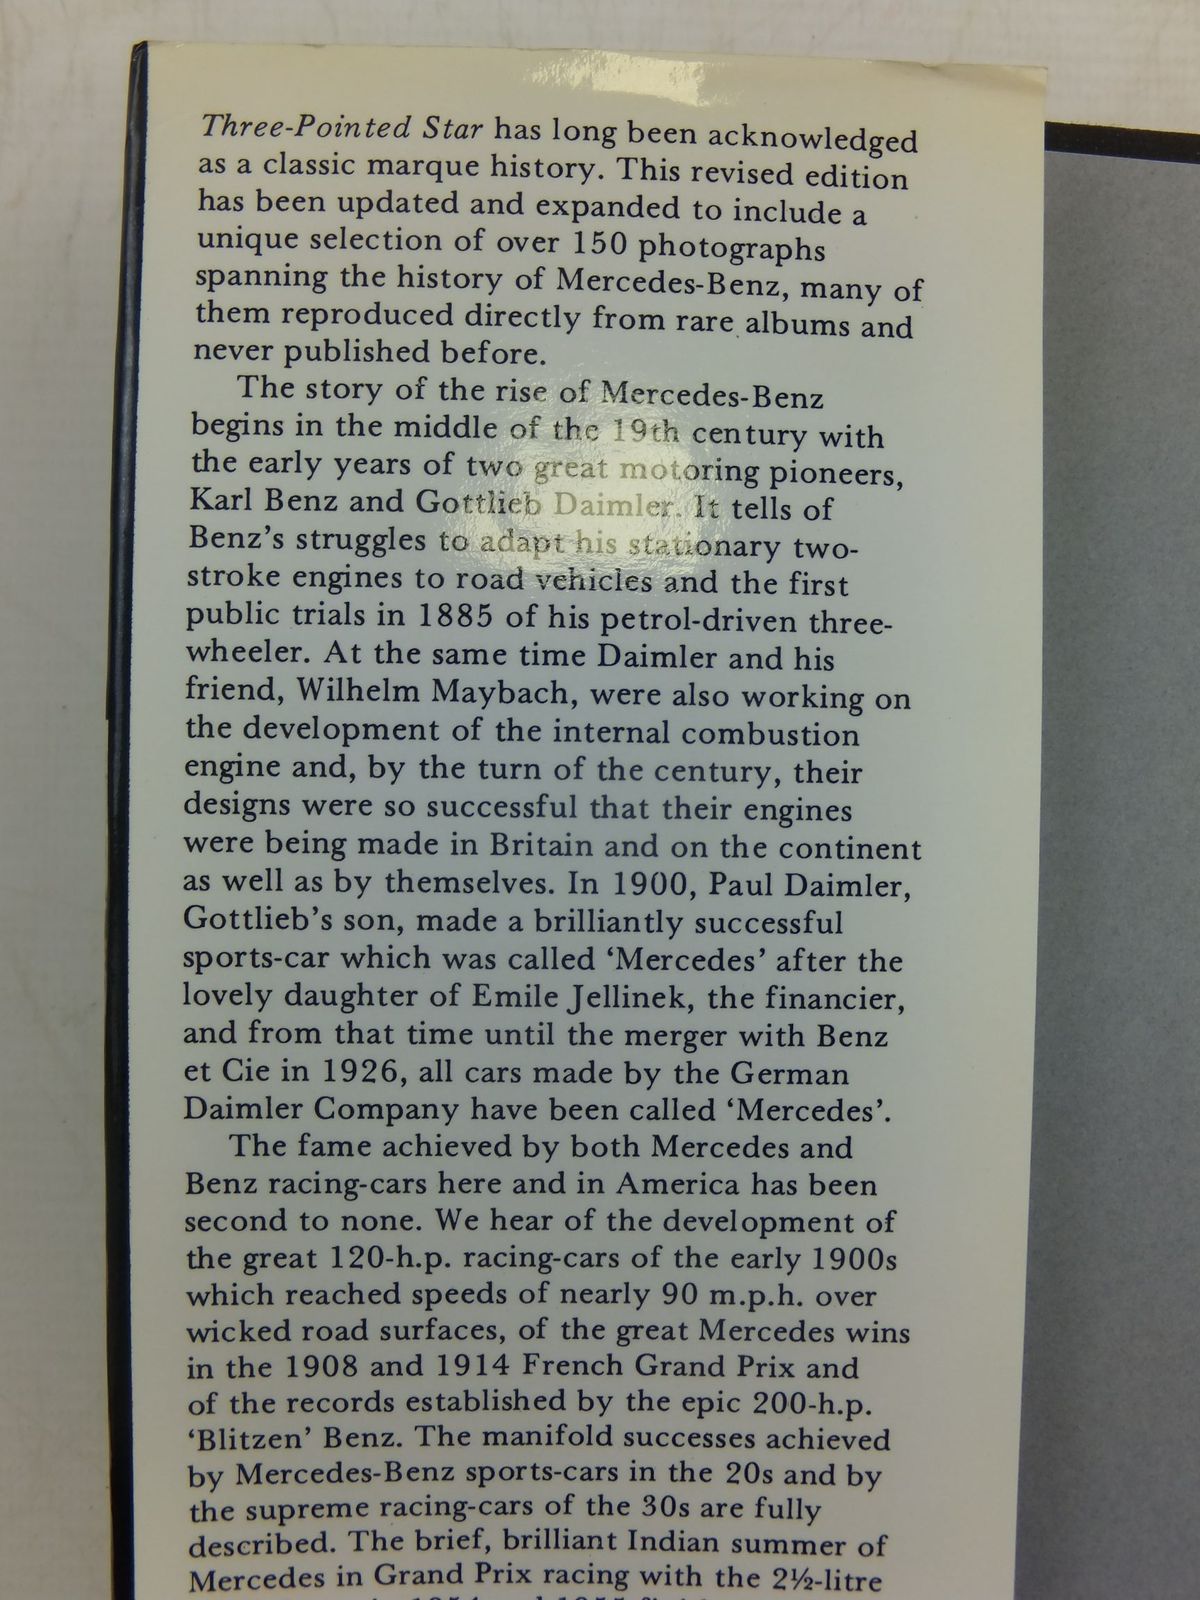 Three-Pointed Star has long been acknowledged
as a classic marque history. This revised edition
has been updated and expanded to include a
unique selection of over 150 photographs
spanning the history of Mercedes-Benz, many of
them reproduced directly from rare albums and
never published before.
The story of the rise of Mercedes-Benz
begins in the middle of the 19th century with
the early years of two great motoring pioneers,
Karl Benz and Gottlieb Daimler. It tells of
Benz's struggles to adapt his stationary two-
stroke engines to road vehicles and the first
public trials in 1885 of his petrol-driven three-
wheeler. At the same time Daimler and his
friend, Wilhelm Maybach, were also working on
the development of the internal combustion
engine and, by the turn of the century, their
designs were so successful that their engines
were being made in Britain and on the continent
as well as by themselves. In 1900, Paul Daimler,
Gottlieb's son, made a brilliantly successful
sports-car which was called 'Mercedes' after the
lovely daughter of Emile Jellinek, the financier,
and from that time until the merger with Benz
et Cie in 1926, all cars made by the German
Daimler Company have been called 'Mercedes'.
The fame achieved by both Mercedes and
Benz racing-cars here and in America has been
second to none. We hear of the development of
the great 120-h.p. racing-cars of the early 1900s
which reached speeds of nearly 90 m.p.h. over
wicked road surfaces, of the great Mercedes wins
in the 1908 and 1914 French Grand Prix and
of the records established by the epic 200-h.p.
'Blitzen' Benz. The manifold successes achieved
by Mercedes-Benz sports-cars in the 20s and by
the supreme racing-cars of the 30s are fully
described. The brief, brilliant Indian summer of
Mercedes in Grand Prix racing with the 2½-litre